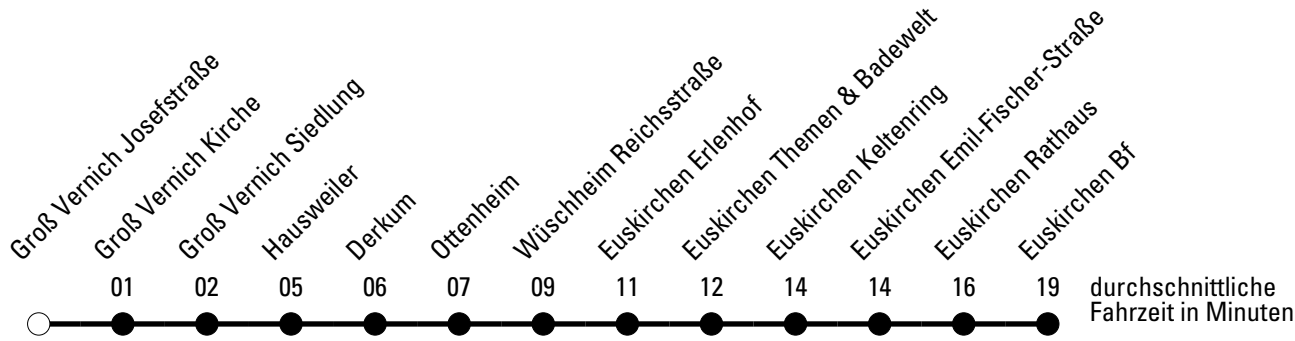 Groß Vernich Josefstraße
Groß Vernich Kirche
Groß Vernich Siedlung
Hausweiler
Derkum
Ottenheim
Wüschheim Reichsstraße
Euskirchen Erlenhof
Euskirchen Themen & Badewelt
Euskirchen Keltenring
Euskirchen Emil-Fischer-Straße
Euskirchen Rathaus
Euskirchen Bf
01 02 05 06 07 09 11 12 14 14 16 19
durchschnittliche
Fahrzeit in Minuten